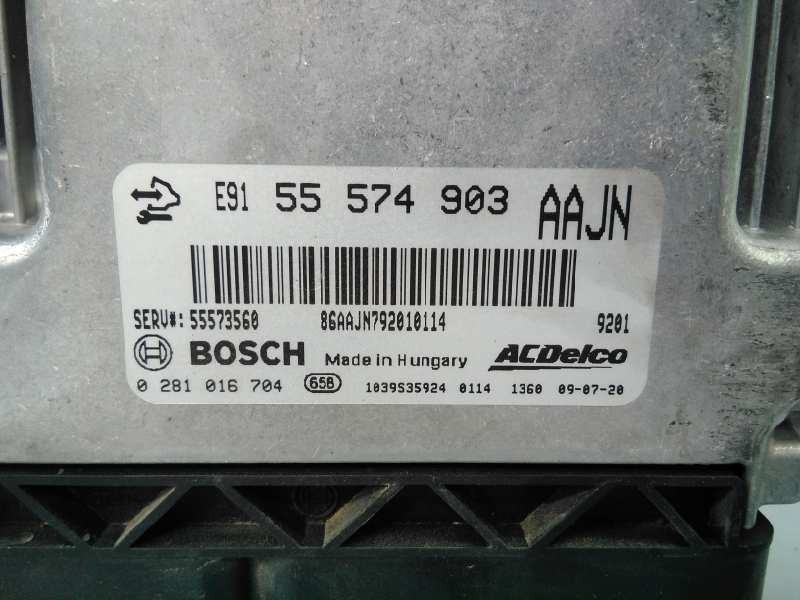 E91 55 574 903 AAJN
SERV#: 55573560 86AAJN792010114 9201
BOSCH Made in Hungary ACDelco
0 281 016 704 65B 1039S35924 0114 1360 09-07-20